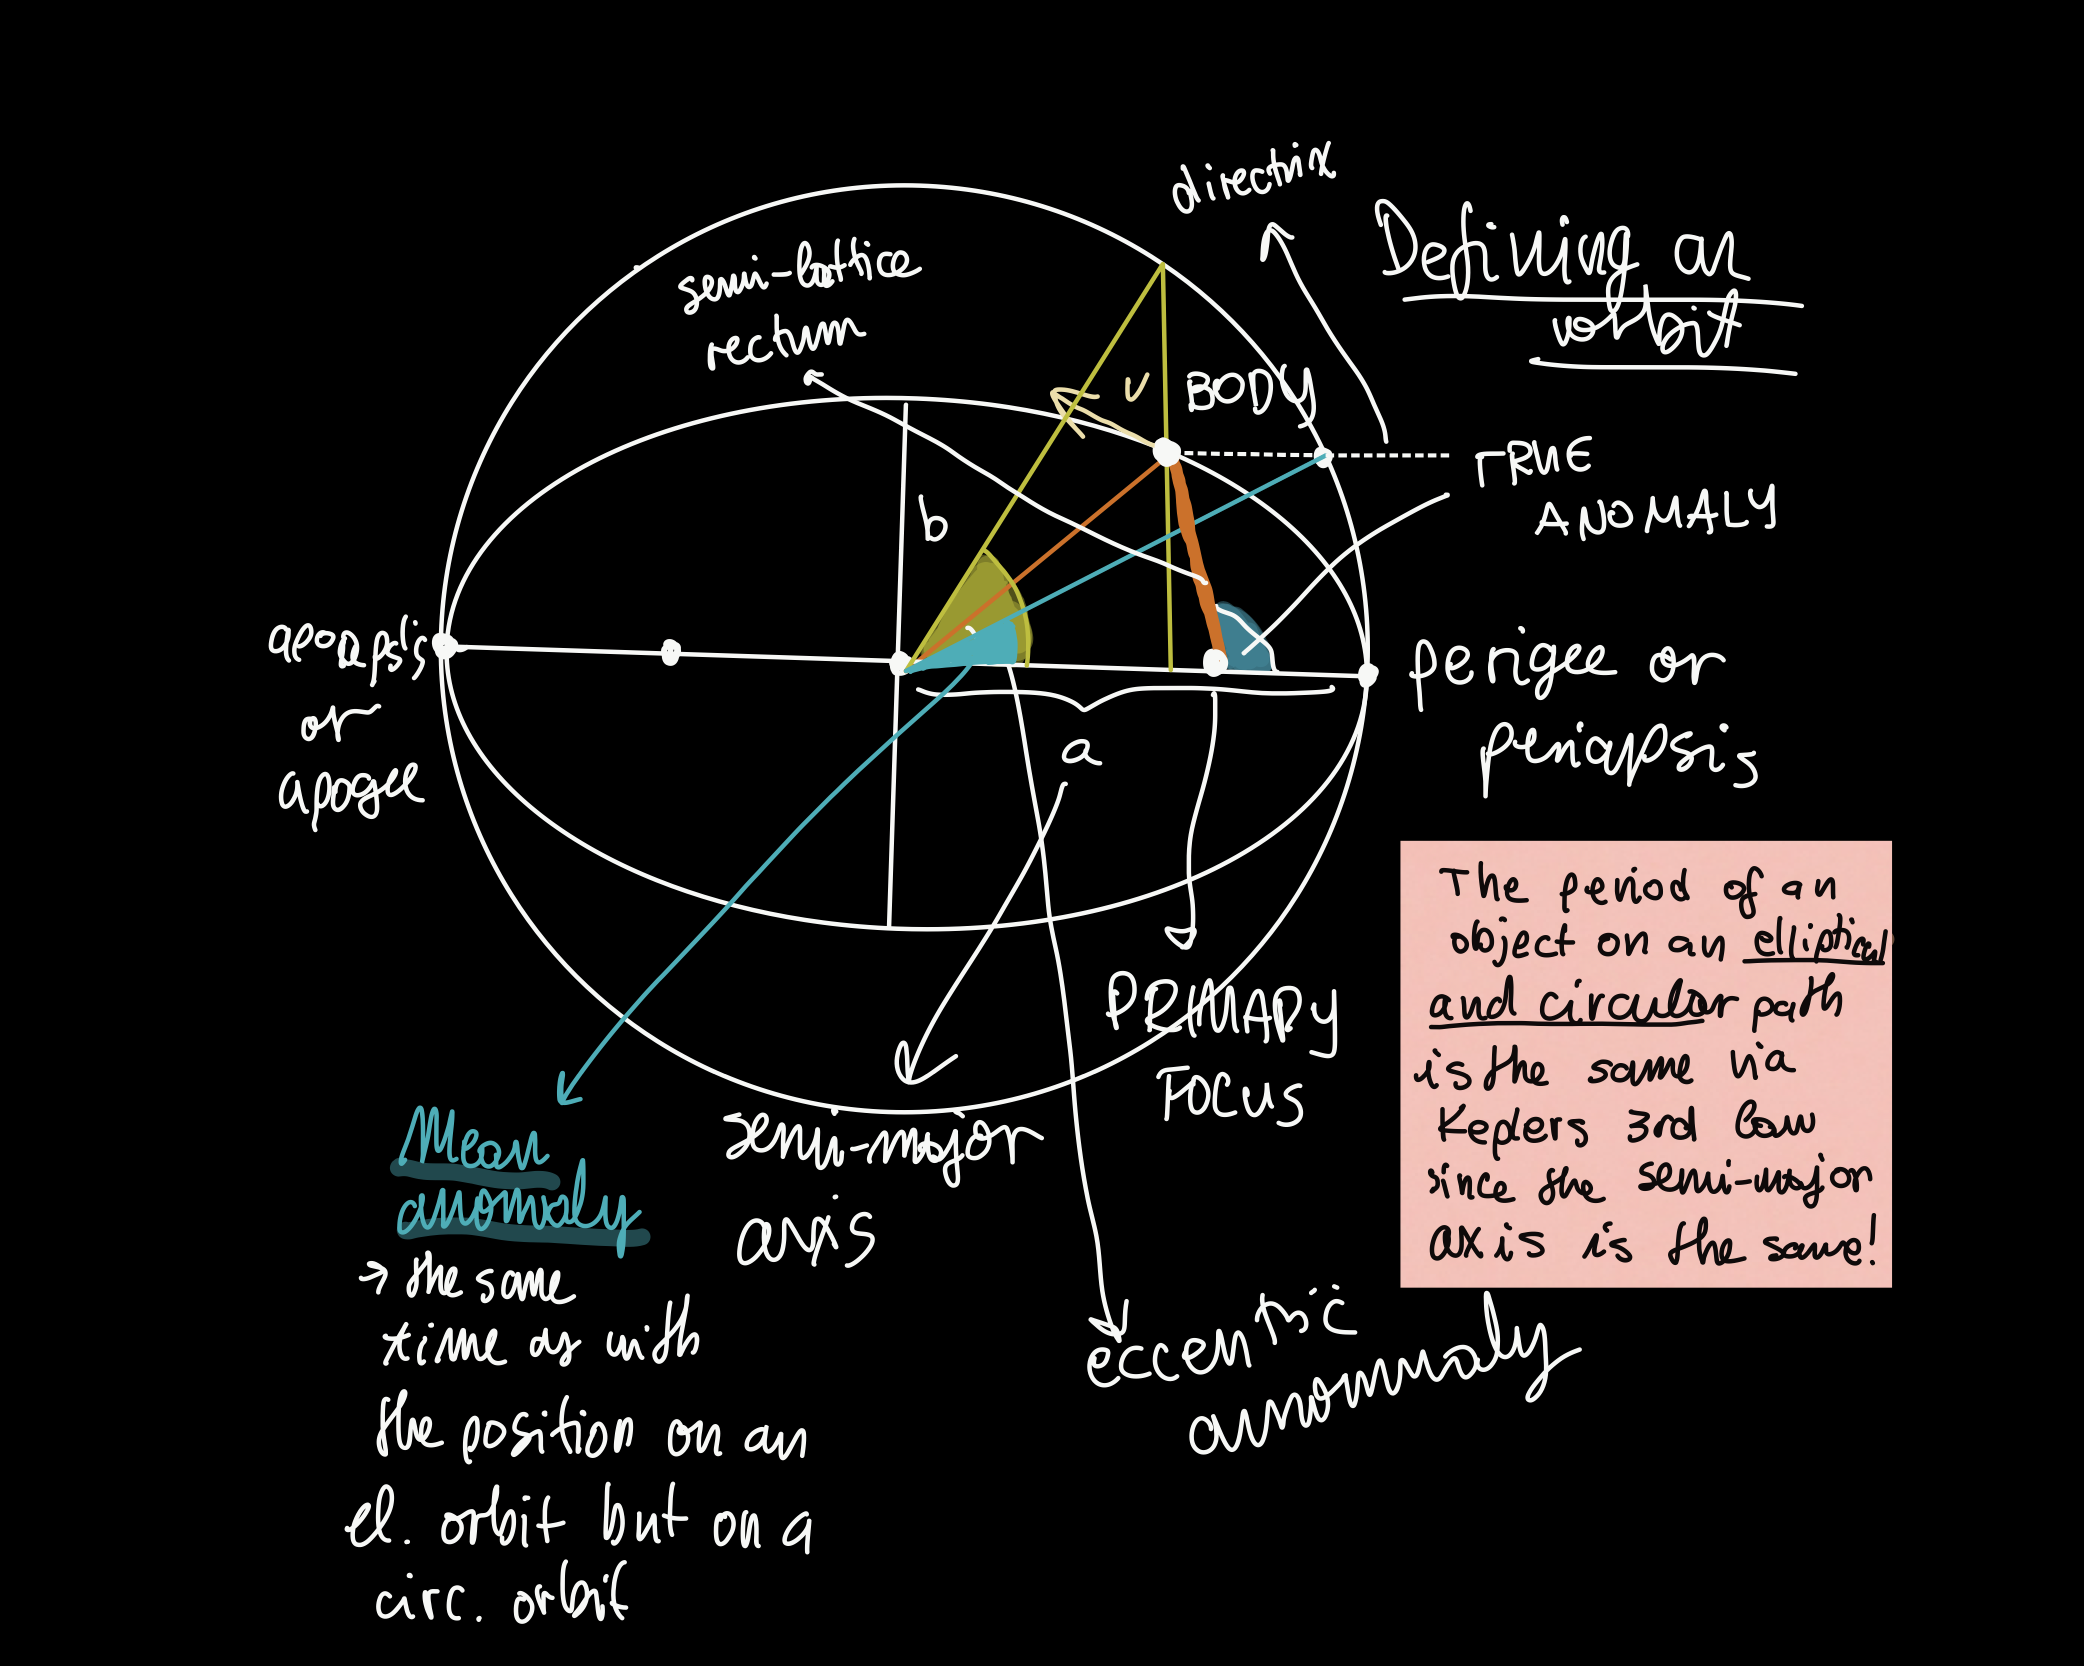 Defining an
orbit
directrix
semi-lattice
rectum
v
BODY
TRUE
ANOMALY
b
apoapsis
or
apogee
perigee or
periapsis
a
PRIMARY
FOCUS
semi-major
axis
eccentric
anommaly
Mean
anomaly
→ the same
time as with
the position on an
el. orbit but on a
circ. orbit
The period of an
object on an elliptical
and circular path
is the same via
Keplers 3rd law
since the semi-major
axis is the same!